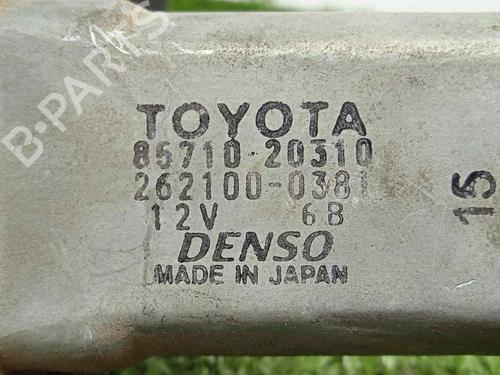 B-PARTS
TOYOTA
85710-20310
262100-0381
12V 6B
DENSO
MADE IN JAPAN
15